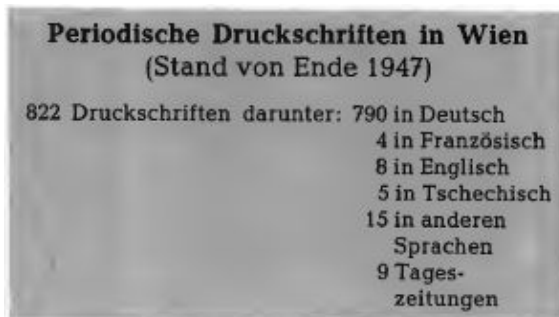 Periodische Druckschriften in Wien
(Stand von Ende 1947)
822 Druckschriften darunter: 790 in Deutsch
4 in Französisch
8 in Englisch
5 in Tschechisch
15 in anderen
Sprachen
9 Tages-
zeitungen